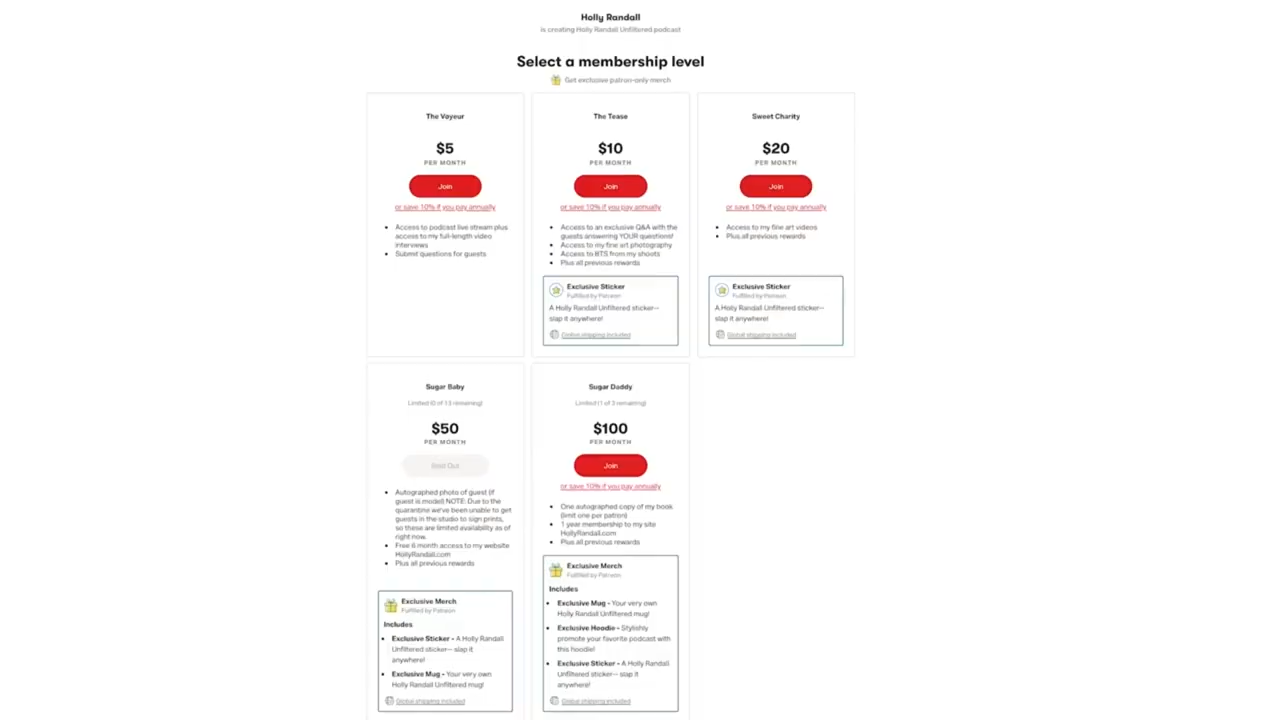 Holly Randall
is creating Holly Randall Unfiltered podcast
Select a membership level
Get exclusive patron-only merch
The Voyeur
$5
PER MONTH
Join
or save 10% if you pay annually
Access to podcast live stream plus
access to my full-length video
interviews
Submit questions for guests
The Tease
$10
PER MONTH
Join
or save 10% if you pay annually
Access to an exclusive Q&A with the
guests answering YOUR questions!
Access to my fine art photography
Access to BTS from my shoots
Plus all previous rewards
Exclusive Sticker
Fulfilled by Patreon
A Holly Randall Unfiltered sticker—
slap it anywhere!
Global shipping included
Sweet Charity
$20
PER MONTH
Join
or save 10% if you pay annually
Access to my fine art videos
Plus all previous rewards
Exclusive Sticker
Fulfilled by Patreon
A Holly Randall Unfiltered sticker—
slap it anywhere!
Global shipping included
Sugar Baby
Limited (0 of 13 remaining)
$50
PER MONTH
Sold Out
Autographed photo of guest (if
guest is model) NOTE: Due to the
quarantine we've been unable to get
guests in the studio to sign prints,
so these are limited availability as of
right now.
Free 6 month access to my website
HollyRandall.com
Plus all previous rewards
Exclusive Merch
Fulfilled by Patreon
Includes
Exclusive Sticker - A Holly Randall
Unfiltered sticker— slap it
anywhere!
Exclusive Mug - Your very own
Holly Randall Unfiltered mug!
Global shipping included
Sugar Daddy
Limited (1 of 3 remaining)
$100
PER MONTH
Join
or save 10% if you pay annually
One autographed copy of my book
(limit one per patron)
1 year membership to my site
HollyRandall.com
Plus all previous rewards
Exclusive Merch
Fulfilled by Patreon
Includes
Exclusive Mug - Your very own
Holly Randall Unfiltered mug!
Exclusive Hoodie - Stylishly
promote your favorite podcast with
this hoodie!
Exclusive Sticker - A Holly Randall
Unfiltered sticker— slap it
anywhere!
Global shipping included